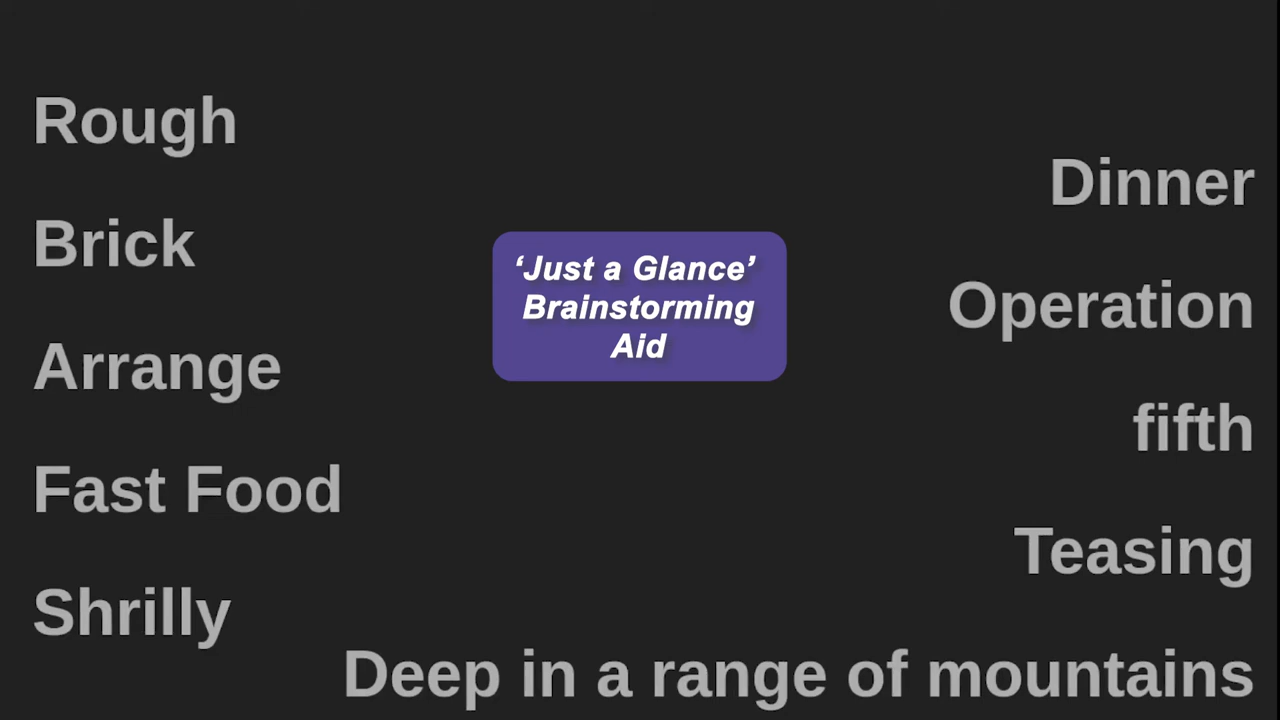 Rough
Dinner
Brick
‘Just a Glance’
Brainstorming
Aid
Operation
Arrange
fifth
Fast Food
Teasing
Shrilly
Deep in a range of mountains